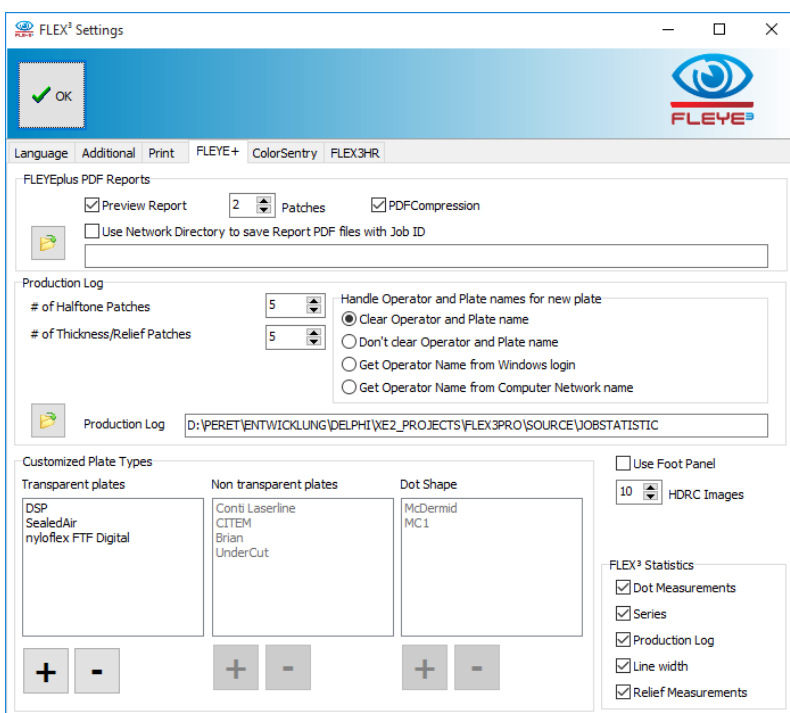 FLEX³ Settings
OK
FLEYE³
Language Additional Print FLEYE+ ColorSentry FLEX3HR
FLEYEplus PDF Reports
Preview Report 2 Patches PDFCompression
Use Network Directory to save Report PDF files with Job ID
Production Log
# of Halftone Patches 5
# of Thickness/Relief Patches 5
Handle Operator and Plate names for new plate
Clear Operator and Plate name
Don't clear Operator and Plate name
Get Operator Name from Windows login
Get Operator Name from Computer Network name
Production Log D:\PERET\ENTWICKLUNG\DELPHI\XE2_PROJECTS\FLEX3PRO\SOURCE\JOBSTATISTIC
Customized Plate Types
Transparent plates
DSP
SealedAir
nyloflex FTF Digital
+ -
Non transparent plates
Conti Laserline
CITEM
Brian
UnderCut
+ -
Dot Shape
McDermid
MC1
+ -
Use Foot Panel
10 HDRC Images
FLEX³ Statistics
Dot Measurements
Series
Production Log
Line width
Relief Measurements